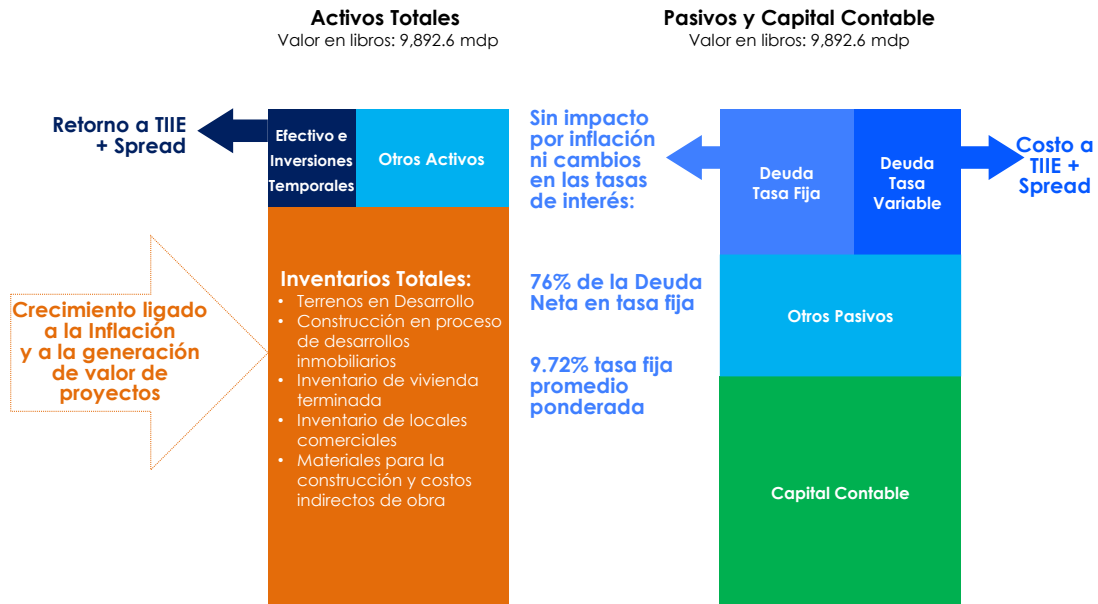 Activos Totales
Valor en libros: 9,892.6 mdp
Pasivos y Capital Contable
Valor en libros: 9,892.6 mdp
Retorno a TIIE
+ Spread
Efectivo e
Inversiones
Temporales
Otros Activos
Sin impacto
por inflación
ni cambios
en las tasas
de interés:
Deuda
Tasa Fija
Deuda
Tasa
Variable
Costo a
TIIE +
Spread
Crecimiento ligado
a la Inflación
y a la generación
de valor de
proyectos
Inventarios Totales:
• Terrenos en Desarrollo
• Construcción en proceso
de desarrollos
inmobiliarios
• Inventario de vivienda
terminada
• Inventario de locales
comerciales
• Materiales para la
construcción y costos
indirectos de obra
76% de la Deuda
Neta en tasa fija
9.72% tasa fija
promedio
ponderada
Otros Pasivos
Capital Contable